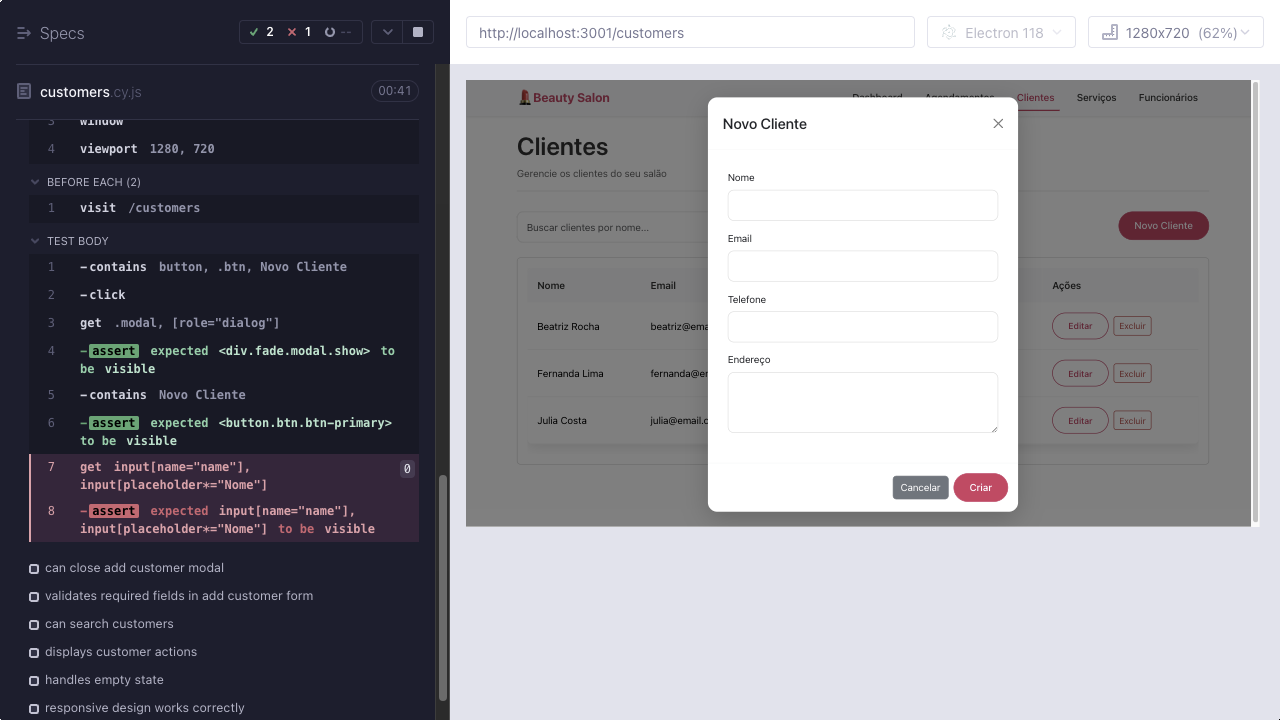 Specs
2
1
--
customers.cy.js
00:41
3 window
4 viewport 1280, 720
BEFORE EACH (2)
1 visit /customers
TEST BODY
1 -contains button, .btn, Novo Cliente
2 -click
3 get .modal, [role="dialog"]
4 -assert expected <div.fade.modal.show> to
be visible
5 -contains Novo Cliente
6 -assert expected <button.btn.btn-primary>
to be visible
7 get input[name="name"], 0
input[placeholder*="Nome"]
8 -assert expected input[name="name"],
input[placeholder*="Nome"] to be visible
can close add customer modal
validates required fields in add customer form
can search customers
displays customer actions
handles empty state
responsive design works correctly
http://localhost:3001/customers
Electron 118
1280x720 (62%)
Beauty Salon
Dashboard
Agendamentos
Clientes
Serviços
Funcionários
Clientes
Gerencie os clientes do seu salão
Buscar clientes por nome...
Novo Cliente
Nome Email Ações
Beatriz Rocha beatriz@ema Editar Excluir
Fernanda Lima fernanda@e Editar Excluir
Julia Costa julia@email.c Editar Excluir
Novo Cliente
Nome
Email
Telefone
Endereço
Cancelar
Criar